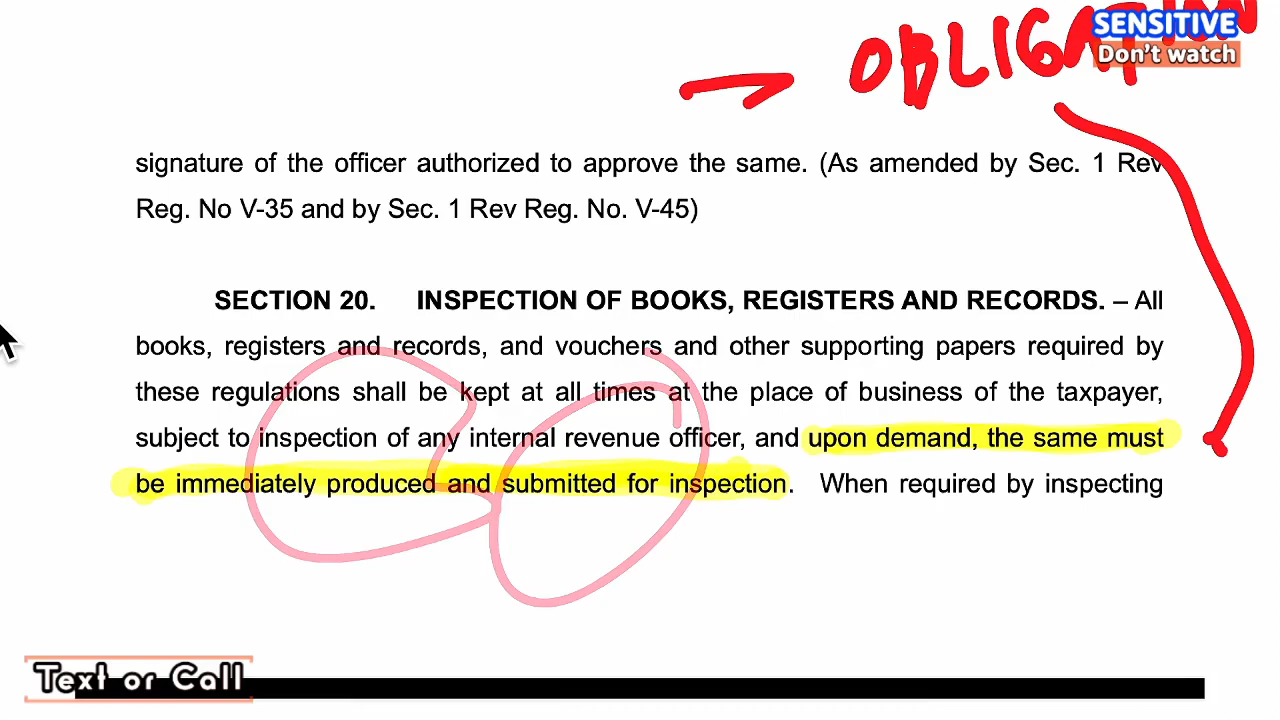 SENSITIVE
Don't watch
OBLIGATION
signature of the officer authorized to approve the same. (As amended by Sec. 1 Rev
Reg. No V-35 and by Sec. 1 Rev Reg. No. V-45)
SECTION 20. INSPECTION OF BOOKS, REGISTERS AND RECORDS. – All
books, registers and records, and vouchers and other supporting papers required by
these regulations shall be kept at all times at the place of business of the taxpayer,
subject to inspection of any internal revenue officer, and upon demand, the same must
be immediately produced and submitted for inspection. When required by inspecting
Text or Call